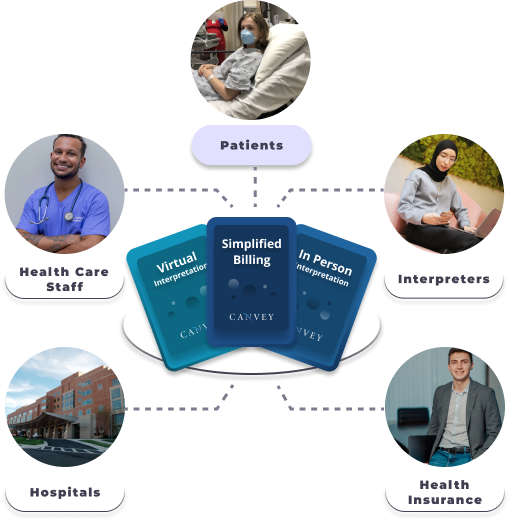 Patients
Health Care
Staff
Interpreters
Virtual
Interpretation
CANVEY
Simplified
Billing
CANVEY
In Person
Interpretation
CANVEY
Hospitals
Health
Insurance